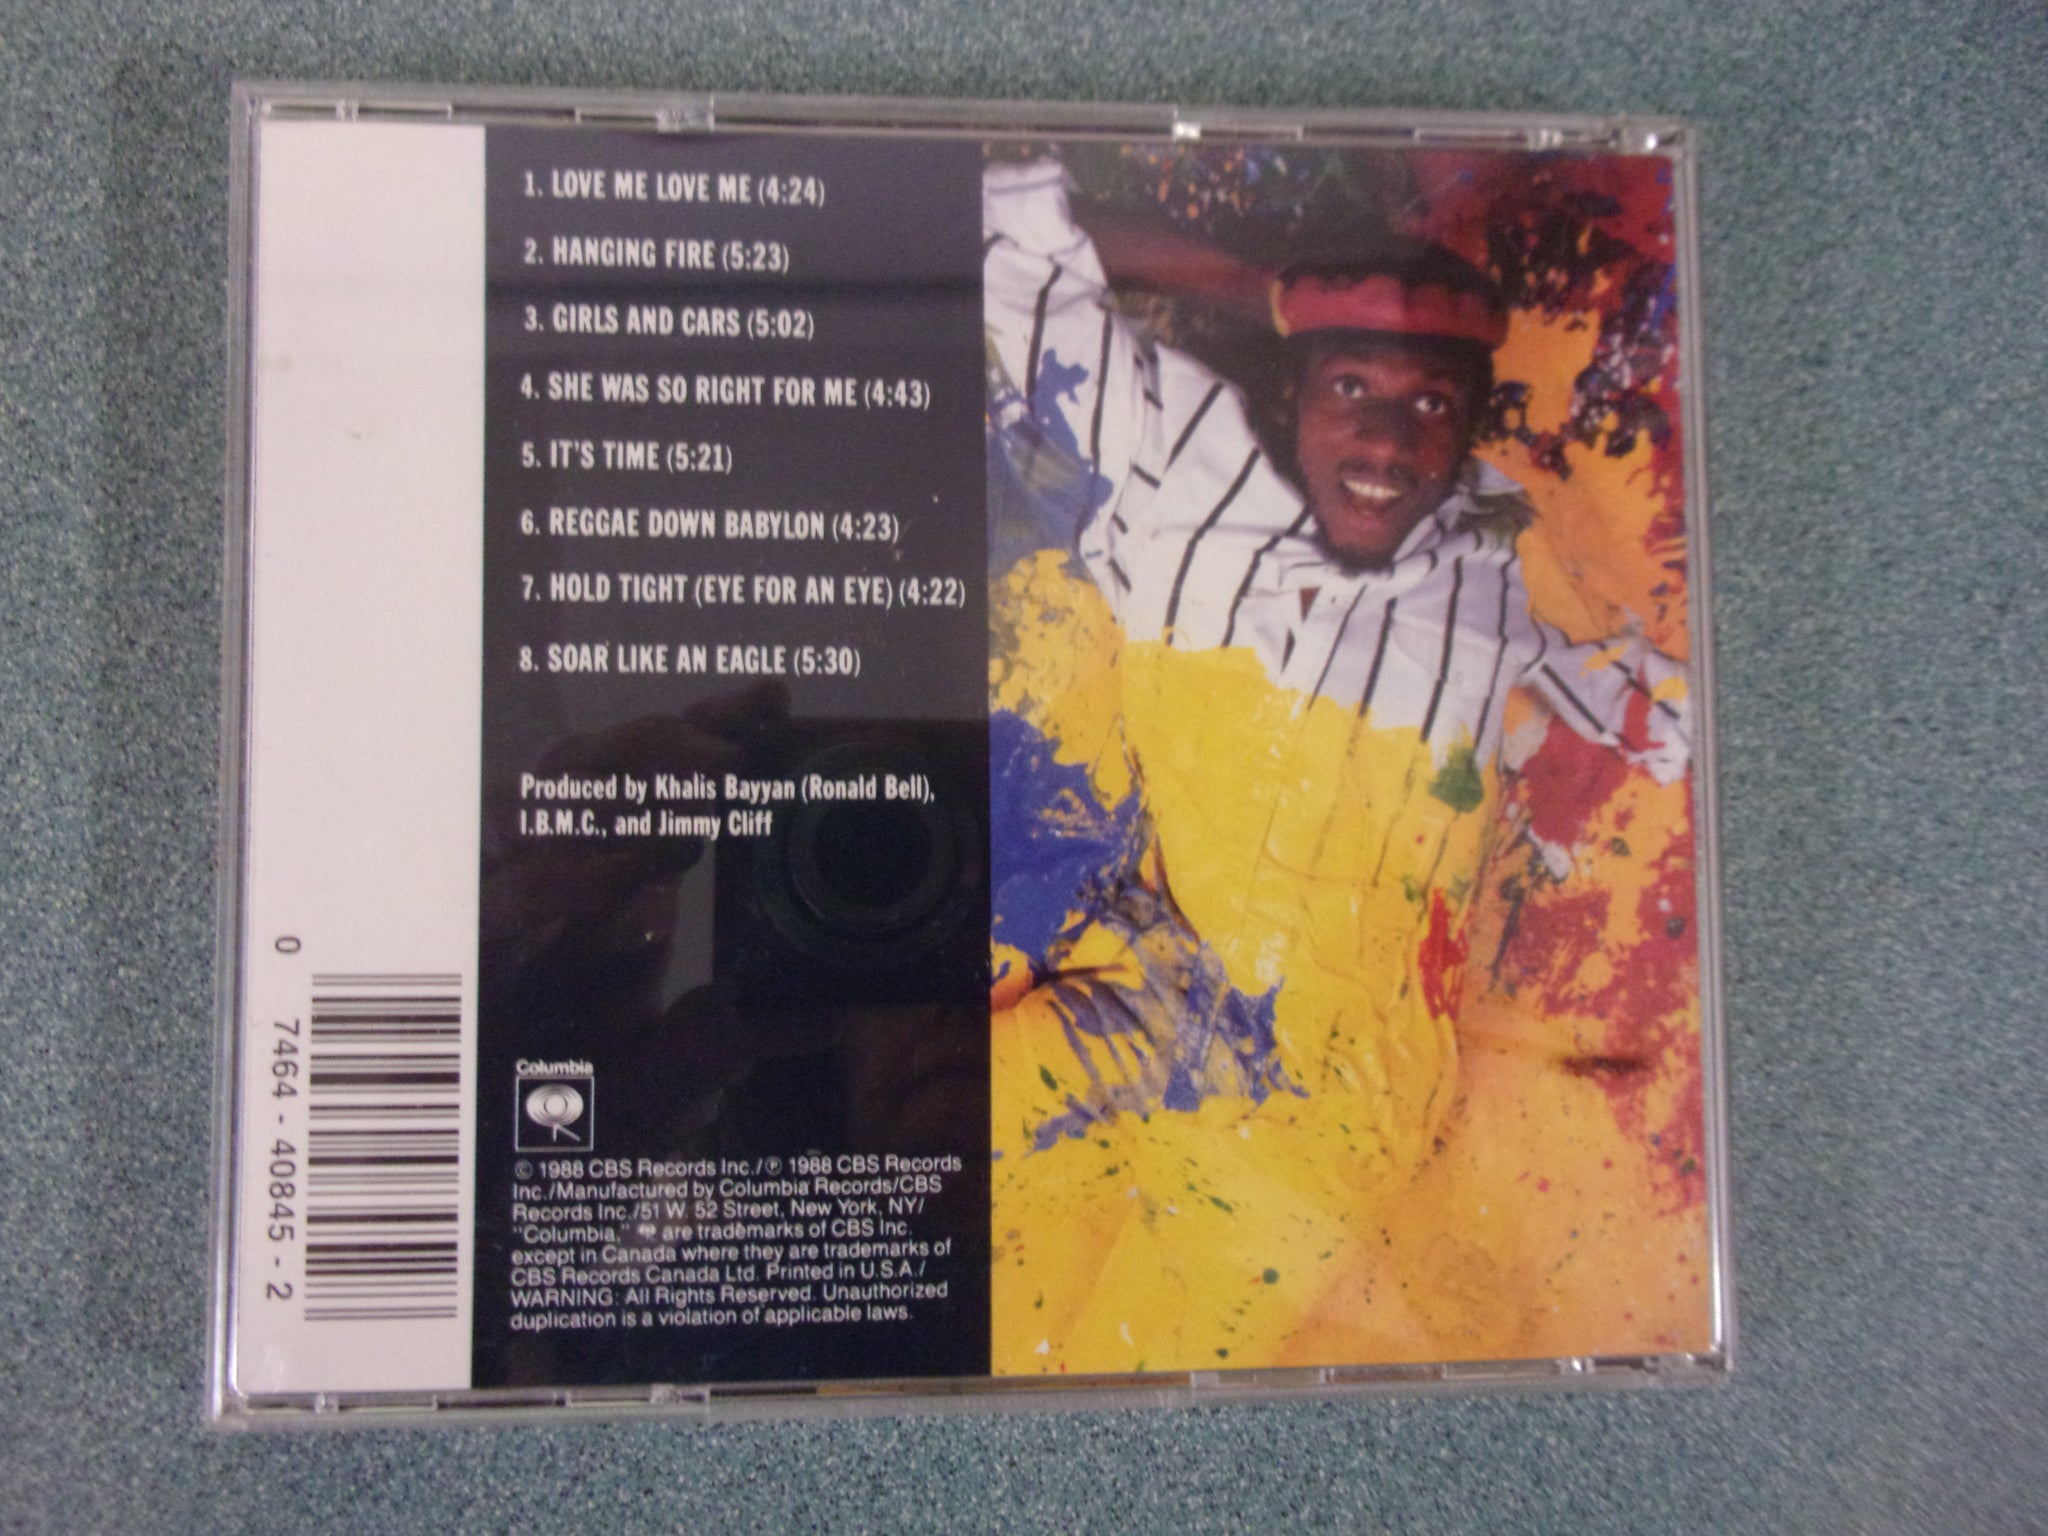 1. LOVE ME LOVE ME (4:24)
2. HANGING FIRE (5:23)
3. GIRLS AND CARS (5:02)
4. SHE WAS SO RIGHT FOR ME (4:43)
5. IT'S TIME (5:21)
6. REGGAE DOWN BABYLON (4:23)
7. HOLD TIGHT (EYE FOR AN EYE) (4:22)
8. SOAR LIKE AN EAGLE (5:30)
Produced by Khalis Bayyan (Ronald Bell),
I.B.M.C., and Jimmy Cliff
Columbia
© 1988 CBS Records Inc./℗ 1988 CBS Records
Inc./Manufactured by Columbia Records/CBS
Records Inc./51 W. 52 Street, New York, NY/
"Columbia," are trademarks of CBS Inc.
except in Canada where they are trademarks of
CBS Records Canada Ltd. Printed in U.S.A./
WARNING: All Rights Reserved. Unauthorized
duplication is a violation of applicable laws.
0 7464-40845-2